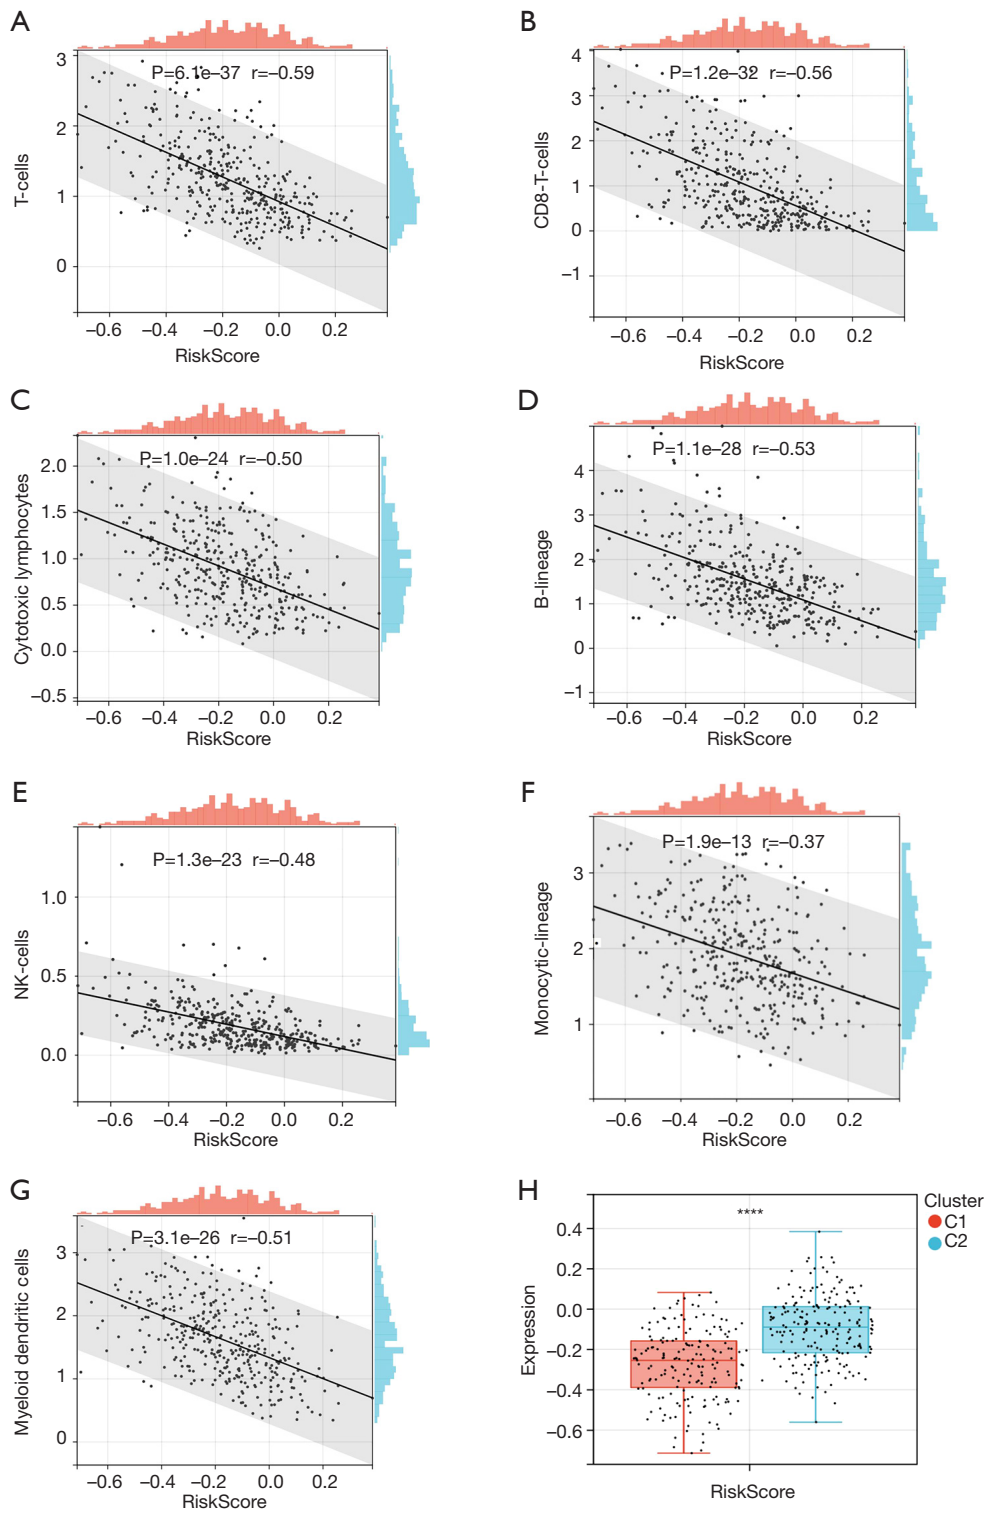 A
P=6.1e–37 r=–0.59
T-cells
3
2
1
0
–0.6 –0.4 –0.2 0.0 0.2
RiskScore
B
P=1.2e–32 r=–0.56
CD8-T-cells
4
3
2
1
0
–1
–0.6 –0.4 –0.2 0.0 0.2
RiskScore
C
P=1.0e–24 r=–0.50
Cytotoxic lymphocytes
2.0
1.5
1.0
0.5
0.0
–0.5
–0.6 –0.4 –0.2 0.0 0.2
RiskScore
D
P=1.1e–28 r=–0.53
B-lineage
4
3
2
1
0
–1
–0.6 –0.4 –0.2 0.0 0.2
RiskScore
E
P=1.3e–23 r=–0.48
NK-cells
1.0
0.5
0.0
–0.6 –0.4 –0.2 0.0 0.2
RiskScore
F
P=1.9e–13 r=–0.37
Monocytic-lineage
3
2
1
–0.6 –0.4 –0.2 0.0 0.2
RiskScore
G
P=3.1e–26 r=–0.51
Myeloid dendritic cells
3
2
1
0
–0.6 –0.4 –0.2 0.0 0.2
RiskScore
H
****
Expression
0.4
0.2
0.0
–0.2
–0.4
–0.6
RiskScore
Cluster
C1
C2